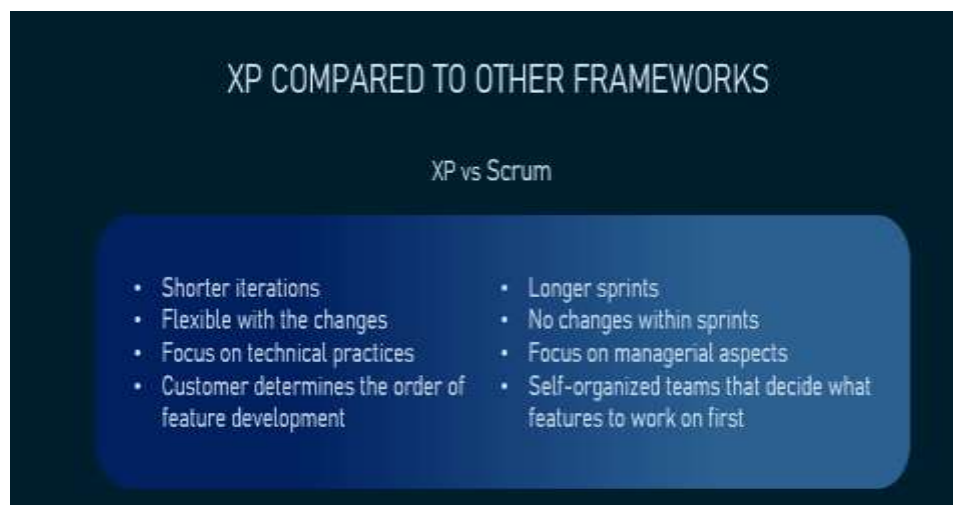 XP COMPARED TO OTHER FRAMEWORKS
XP vs Scrum
• Shorter iterations
• Flexible with the changes
• Focus on technical practices
• Customer determines the order of
feature development
• Longer sprints
• No changes within sprints
• Focus on managerial aspects
• Self-organized teams that decide what
features to work on first